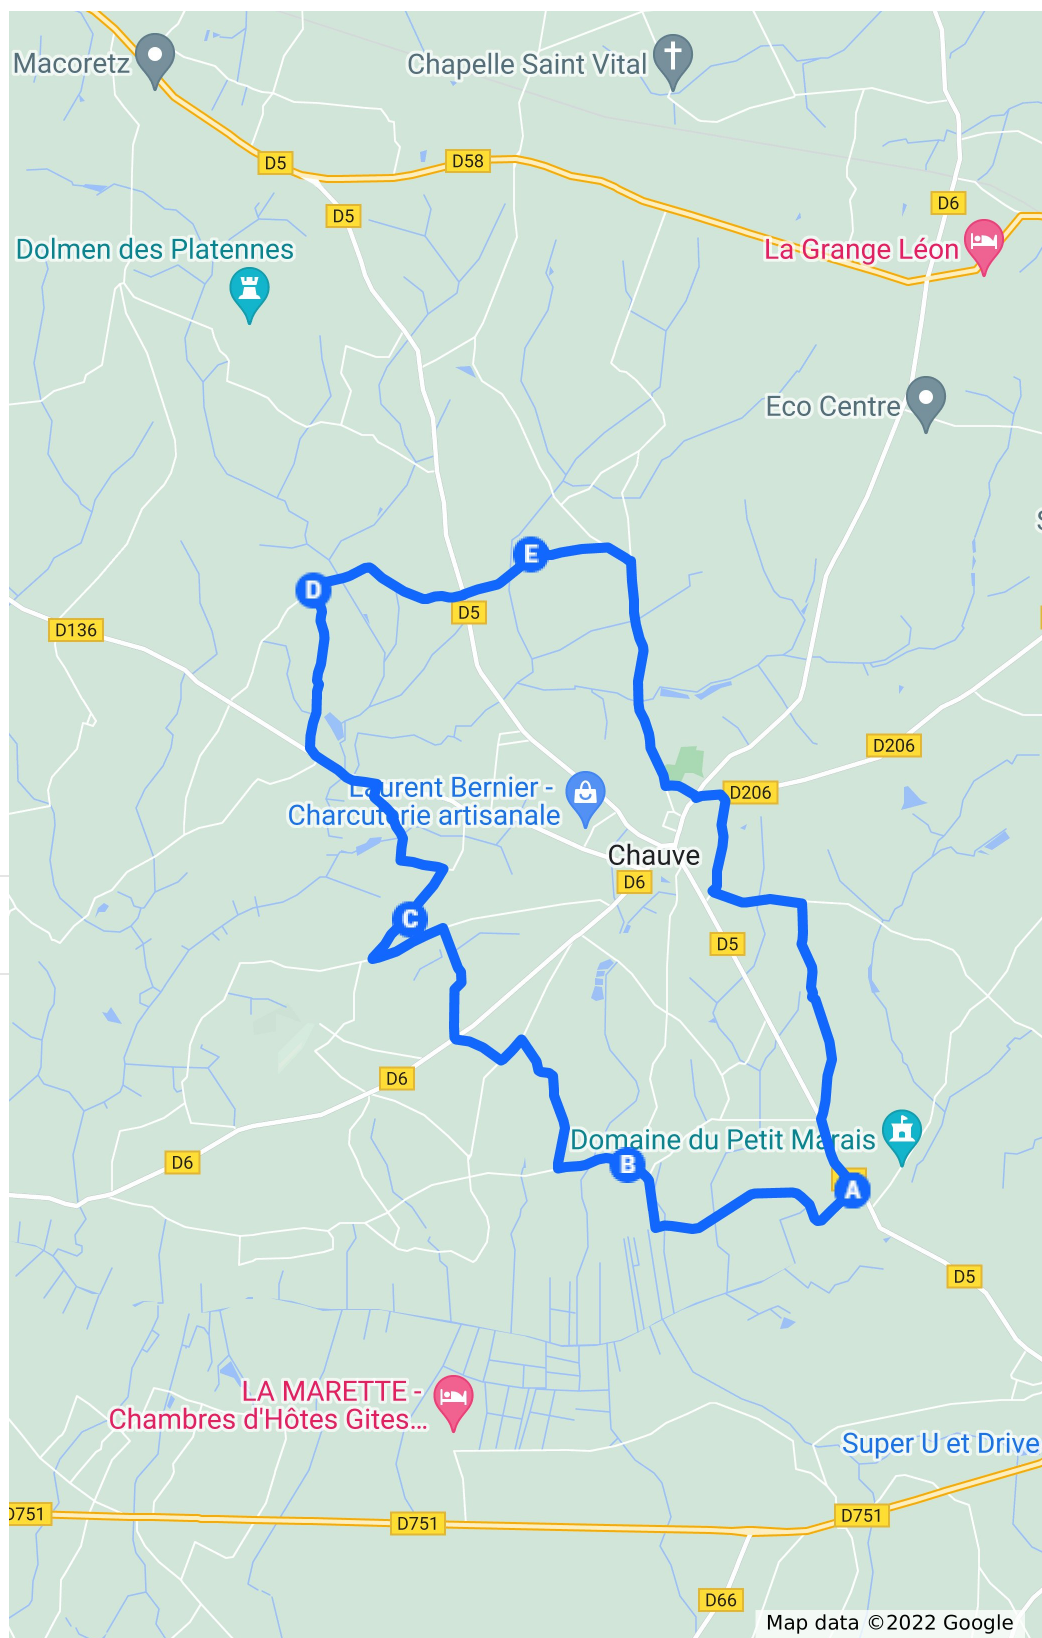 Macoretz
Chapelle Saint Vital
D5
D58
D6
D5
Dolmen des Platennes
La Grange Léon
Eco Centre
E
D
D5
D136
D206
Laurent Bernier -
Charcuterie artisanale
D206
Chauve
D6
C
D5
D6
Domaine du Petit Marais
D6
B
A
D5
LA MARETTE -
Chambres d'Hôtes Gites...
Super U et Drive
D751
D751
D751
D66
Map data ©2022 Google